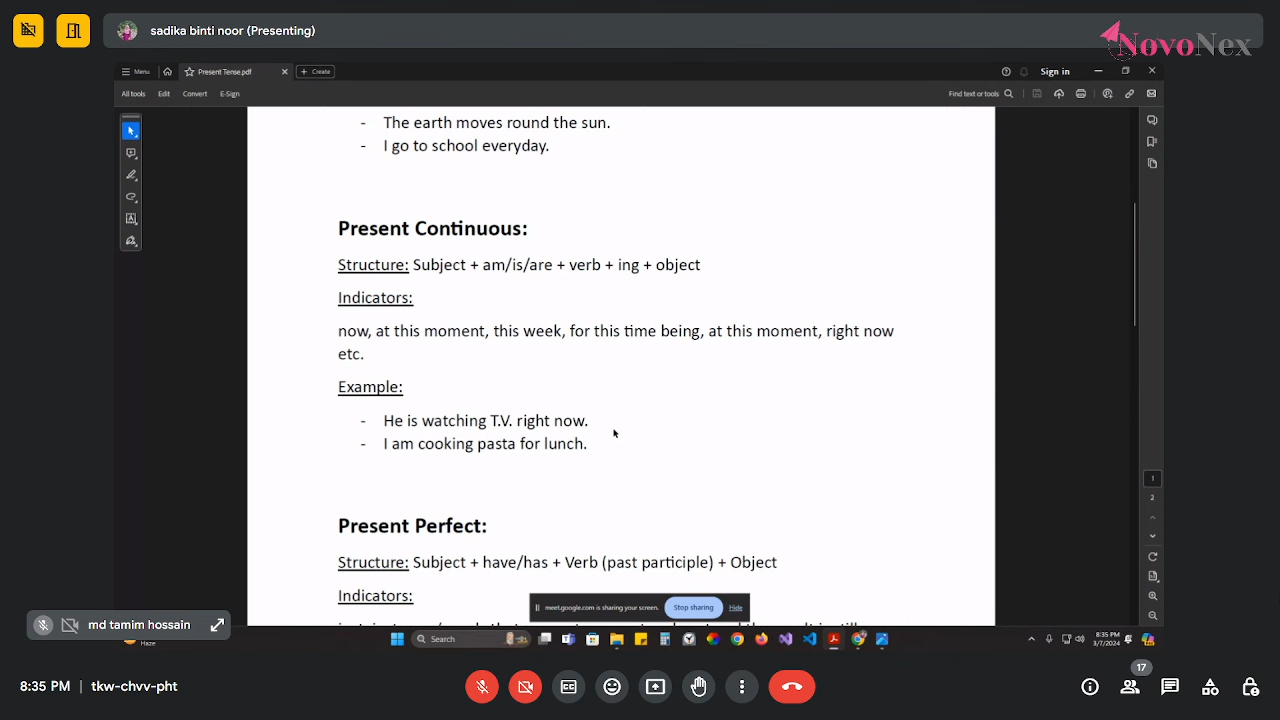 sadika binti noor (Presenting)
NovoNex
Menu
Present Tense.pdf
Create
Sign in
All tools
Edit
Convert
E-Sign
Find text or tools
- The earth moves round the sun.
- I go to school everyday.
Present Continuous:
Structure: Subject + am/is/are + verb + ing + object
Indicators:
now, at this moment, this week, for this time being, at this moment, right now
etc.
Example:
- He is watching T.V. right now.
- I am cooking pasta for lunch.
Present Perfect:
Structure: Subject + have/has + Verb (past participle) + Object
Indicators:
1
2
meet.google.com is sharing your screen.
Stop sharing
Hide
md tamim hossain
Haze
Search
8:35 PM
3/7/2024
17
8:35 PM | tkw-chvv-pht